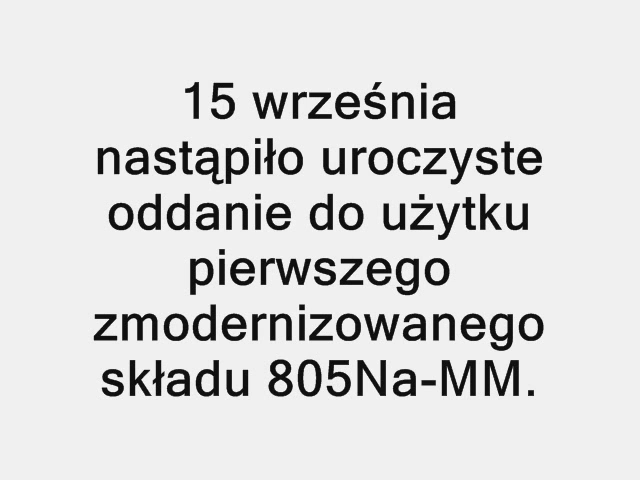 15 września
nastąpiło uroczyste
oddanie do użytku
pierwszego
zmodernizowanego
składu 805Na-MM.